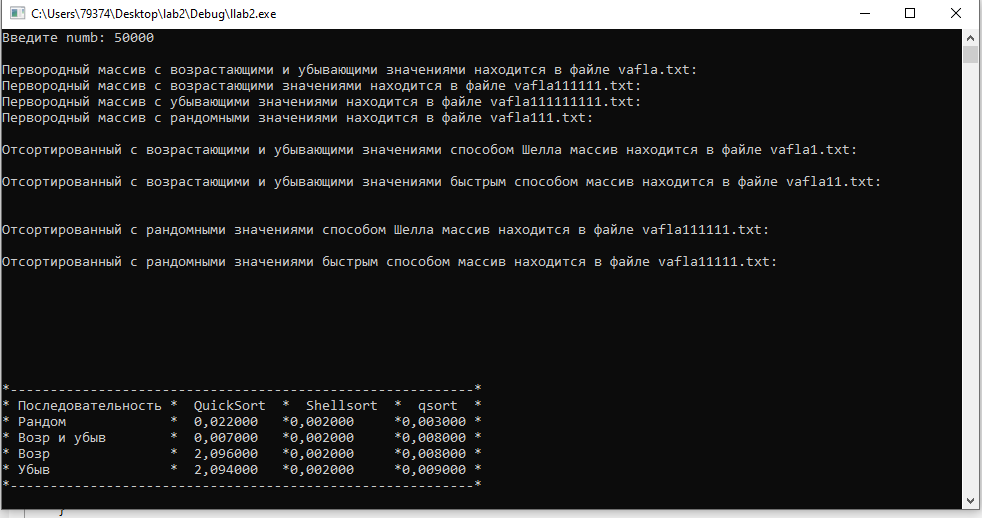 C:\Users\79374\Desktop\lab2\Debug\llab2.exe
Введите numb: 50000
Первородный массив с возрастающими и убывающими значениями находится в файле vafla.txt:
Первородный массив с возрастающими значениями находится в файле vafla111111.txt:
Первородный массив с убывающими значениями находится в файле vafla111111111.txt:
Первородный массив с рандомными значениями находится в файле vafla111.txt:
Отсортированный с возрастающими и убывающими значениями способом Шелла массив находится в файле vafla1.txt:
Отсортированный с возрастающими и убывающими значениями быстрым способом массив находится в файле vafla11.txt:
Отсортированный с рандомными значениями способом Шелла массив находится в файле vafla111111.txt:
Отсортированный с рандомными значениями быстрым способом массив находится в файле vafla11111.txt:
*----------------------------------------------------------*
* Последовательность *  QuickSort  *  Shellsort  *  qsort  *
* Рандом             *  0,022000   *0,002000     *0,003000 *
* Возр и убыв        *  0,007000   *0,002000     *0,008000 *
* Возр               *  2,096000   *0,002000     *0,008000 *
* Убыв               *  2,094000   *0,002000     *0,009000 *
*----------------------------------------------------------*
}